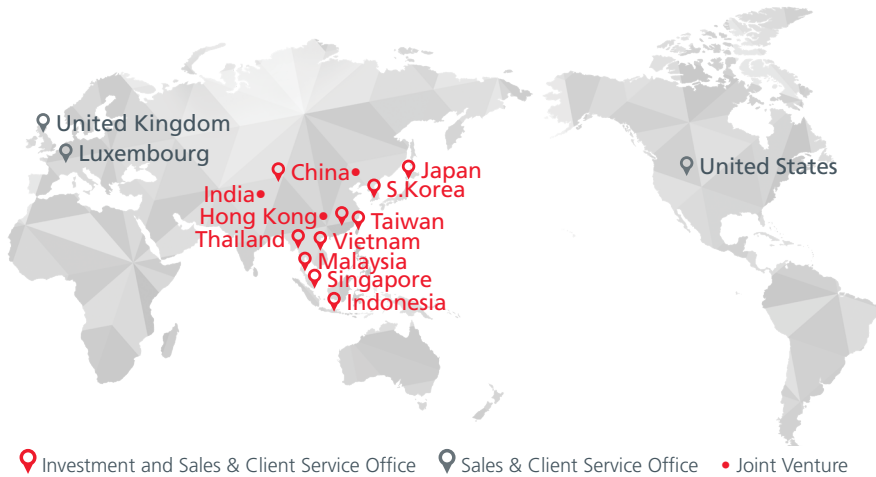 United Kingdom
Luxembourg
United States
China
Japan
S.Korea
India
Hong Kong
Taiwan
Thailand
Vietnam
Malaysia
Singapore
Indonesia
Investment and Sales & Client Service Office
Sales & Client Service Office
Joint Venture